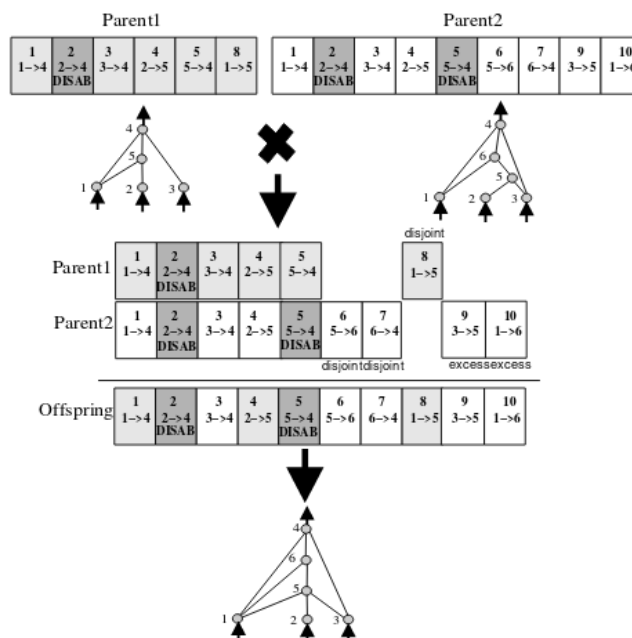 Parent1 Parent2
1 2 3 4 5 8 1 2 3 4 5 6 7 9 10
1->4 2->4 3->4 2->5 5->4 1->5 1->4 2->4 3->4 2->5 5->4 5->6 6->4 3->5 1->6
DISAB DISAB DISAB
4 4
5 6
5
1 2 3 1 2 3
disjoint
Parent1 1 2 3 4 5 8
1->4 2->4 3->4 2->5 5->4 1->5
DISAB
Parent2 1 2 3 4 5 6 7 9 10
1->4 2->4 3->4 2->5 5->4 5->6 6->4 3->5 1->6
DISAB DISAB
disjoint disjoint excess excess
Offspring 1 2 3 4 5 6 7 8 9 10
1->4 2->4 3->4 2->5 5->4 5->6 6->4 1->5 3->5 1->6
DISAB DISAB
4
6
5
1 2 3